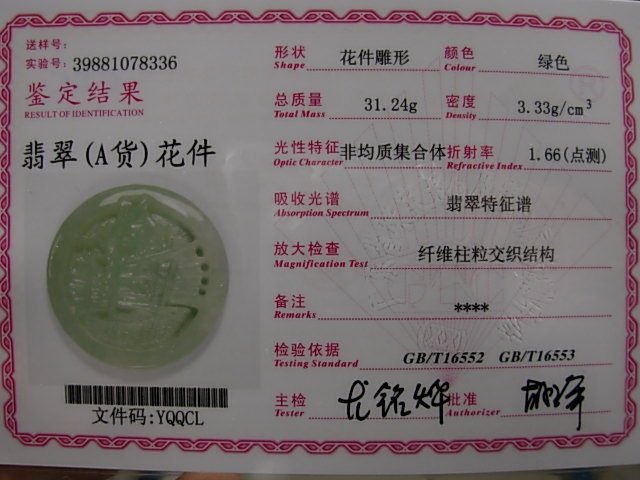 送样号:
实验号: 39881078336
鉴定结果
RESULT OF IDENTIFICATION
翡翠(A货)花件
文件码:YQQCL
形状 花件雕形 颜色 绿色
Shape Colour
总质量 31.24g 密度 3.33g/cm³
Total Mass Density
光性特征 非均质集合体 折射率 1.66(点测)
Optic Character Refractive Index
吸收光谱 翡翠特征谱
Absorption Spectrum
放大检查 纤维柱粒交织结构
Magnification Test
备注 ****
Remarks
检验依据 GB/T16552 GB/T16553
Testing Standard
主检 批准
Tester Authorizer